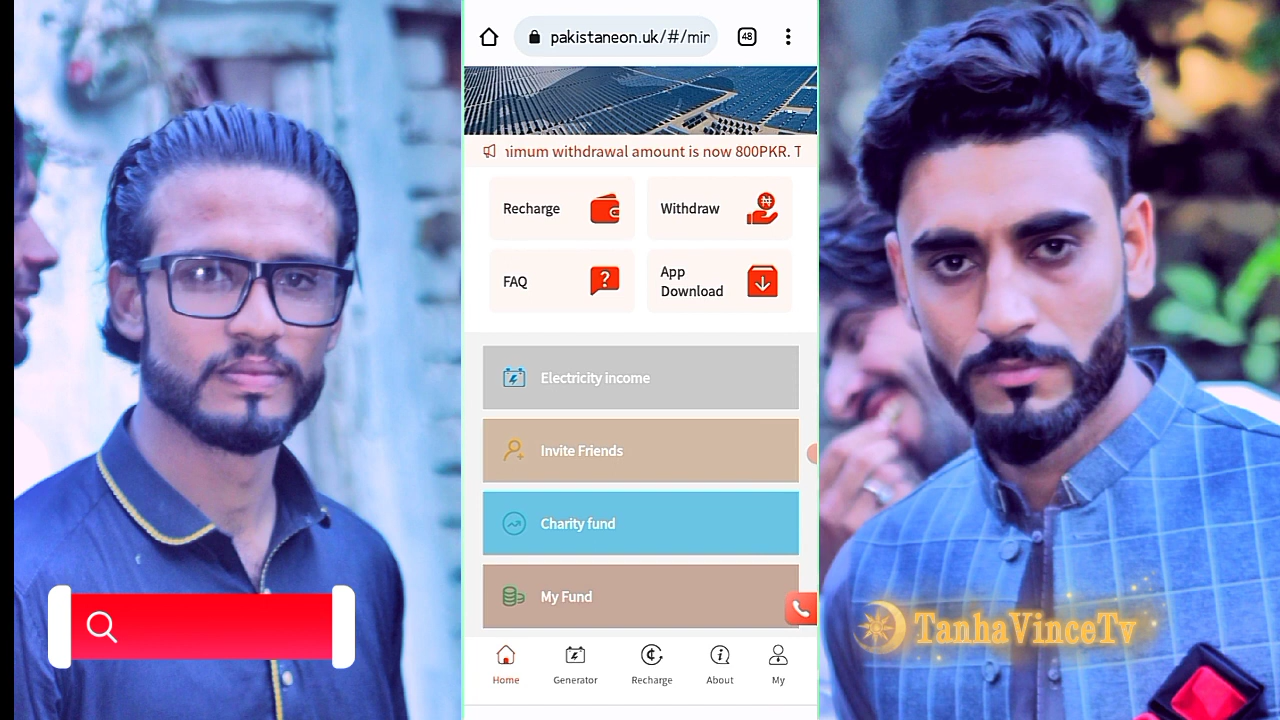 48
pakistaneon.uk/#/mir
nimum withdrawal amount is now 800PKR. T
Recharge
Withdraw
FAQ
App
Download
Electricity income
Invite Friends
Charity fund
My Fund
TanhaVinceTv
Home
Generator
Recharge
About
My